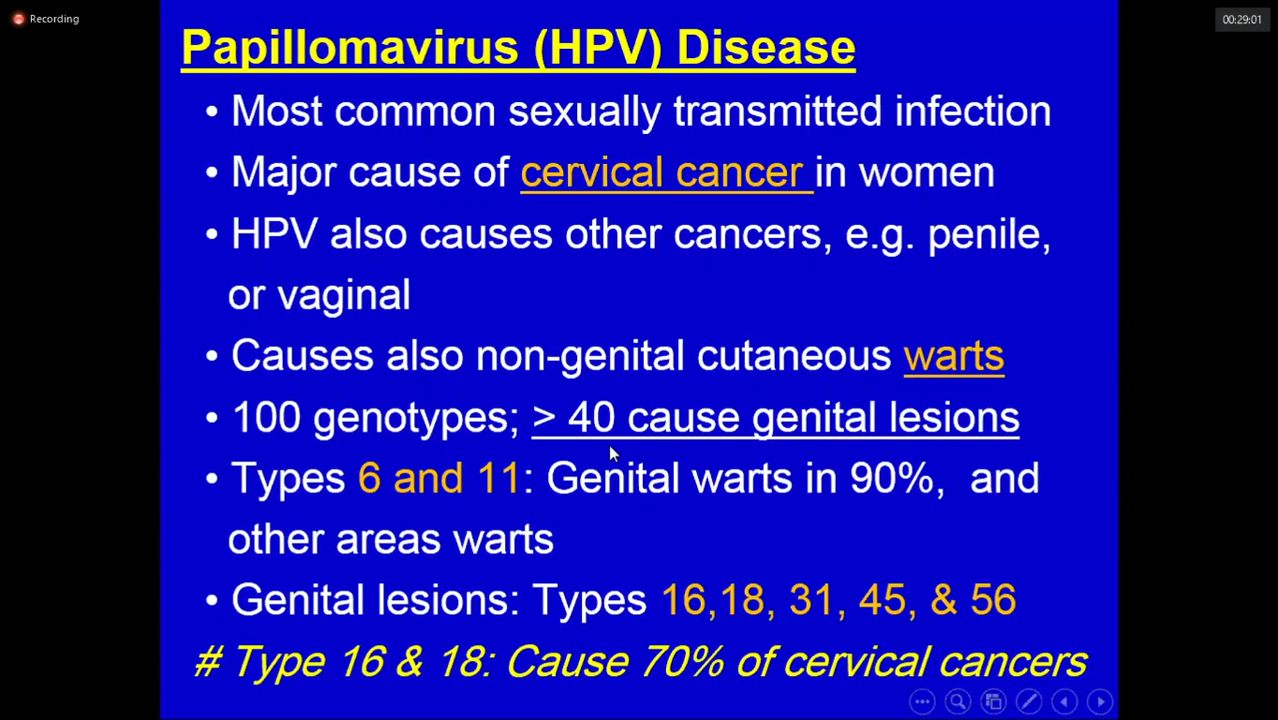 Recording
00:29:01
Papillomavirus (HPV) Disease
• Most common sexually transmitted infection
• Major cause of cervical cancer in women
• HPV also causes other cancers, e.g. penile,
or vaginal
• Causes also non-genital cutaneous warts
• 100 genotypes; > 40 cause genital lesions
• Types 6 and 11: Genital warts in 90%, and
other areas warts
• Genital lesions: Types 16,18, 31, 45, & 56
# Type 16 & 18: Cause 70% of cervical cancers